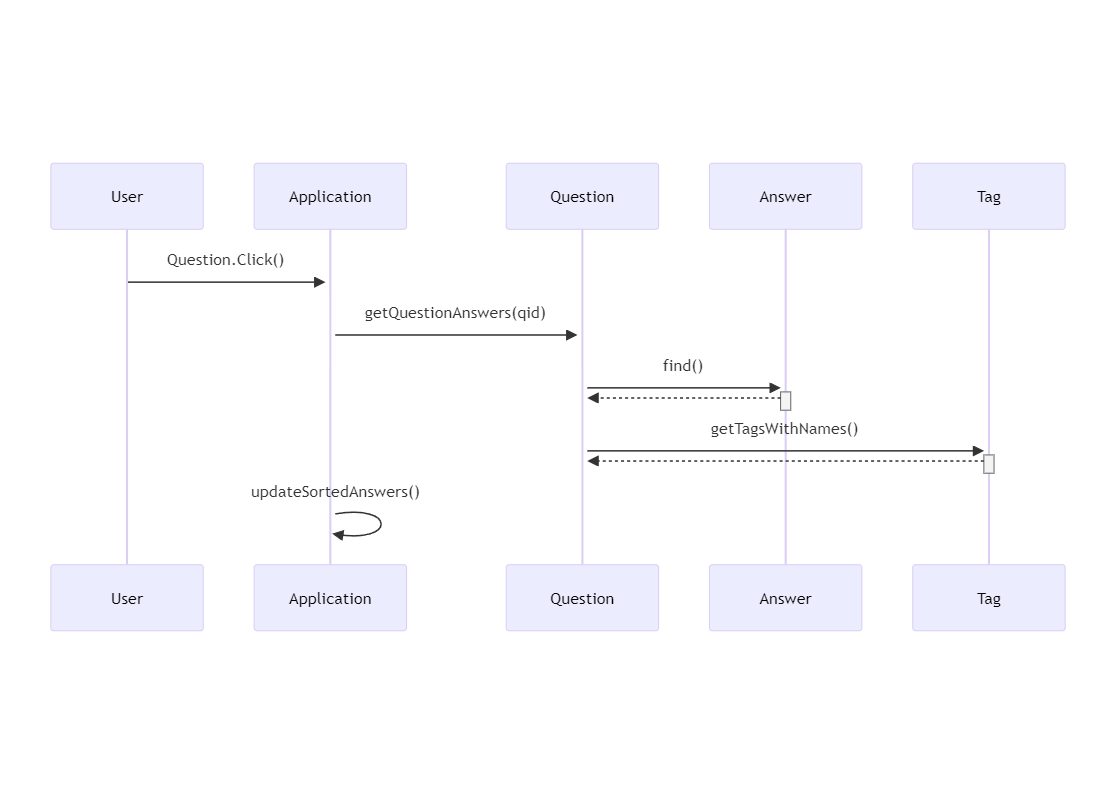 User
Application
Question
Answer
Tag
Question.Click()
getQuestionAnswers(qid)
find()
getTagsWithNames()
updateSortedAnswers()
User
Application
Question
Answer
Tag